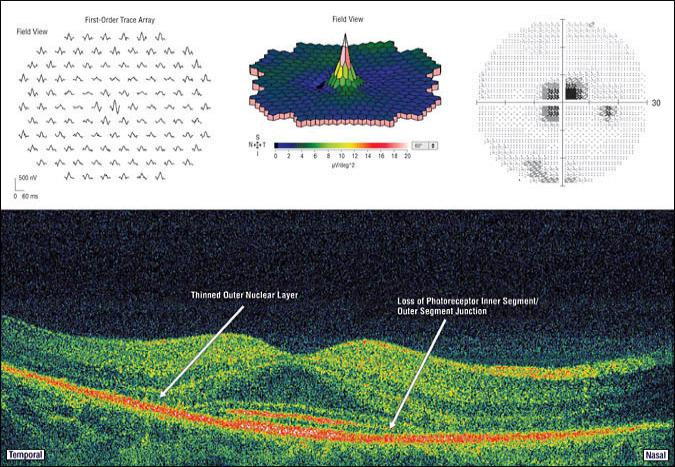 First-Order Trace Array
Field View
500 nV
0 60 ms
Field View
S
N T
I
0 2 4 6 8 10 12 14 16 18 20
µV/deg^2
60°
30
Thinned Outer Nuclear Layer
Loss of Photoreceptor Inner Segment/
Outer Segment Junction
Temporal
Nasal